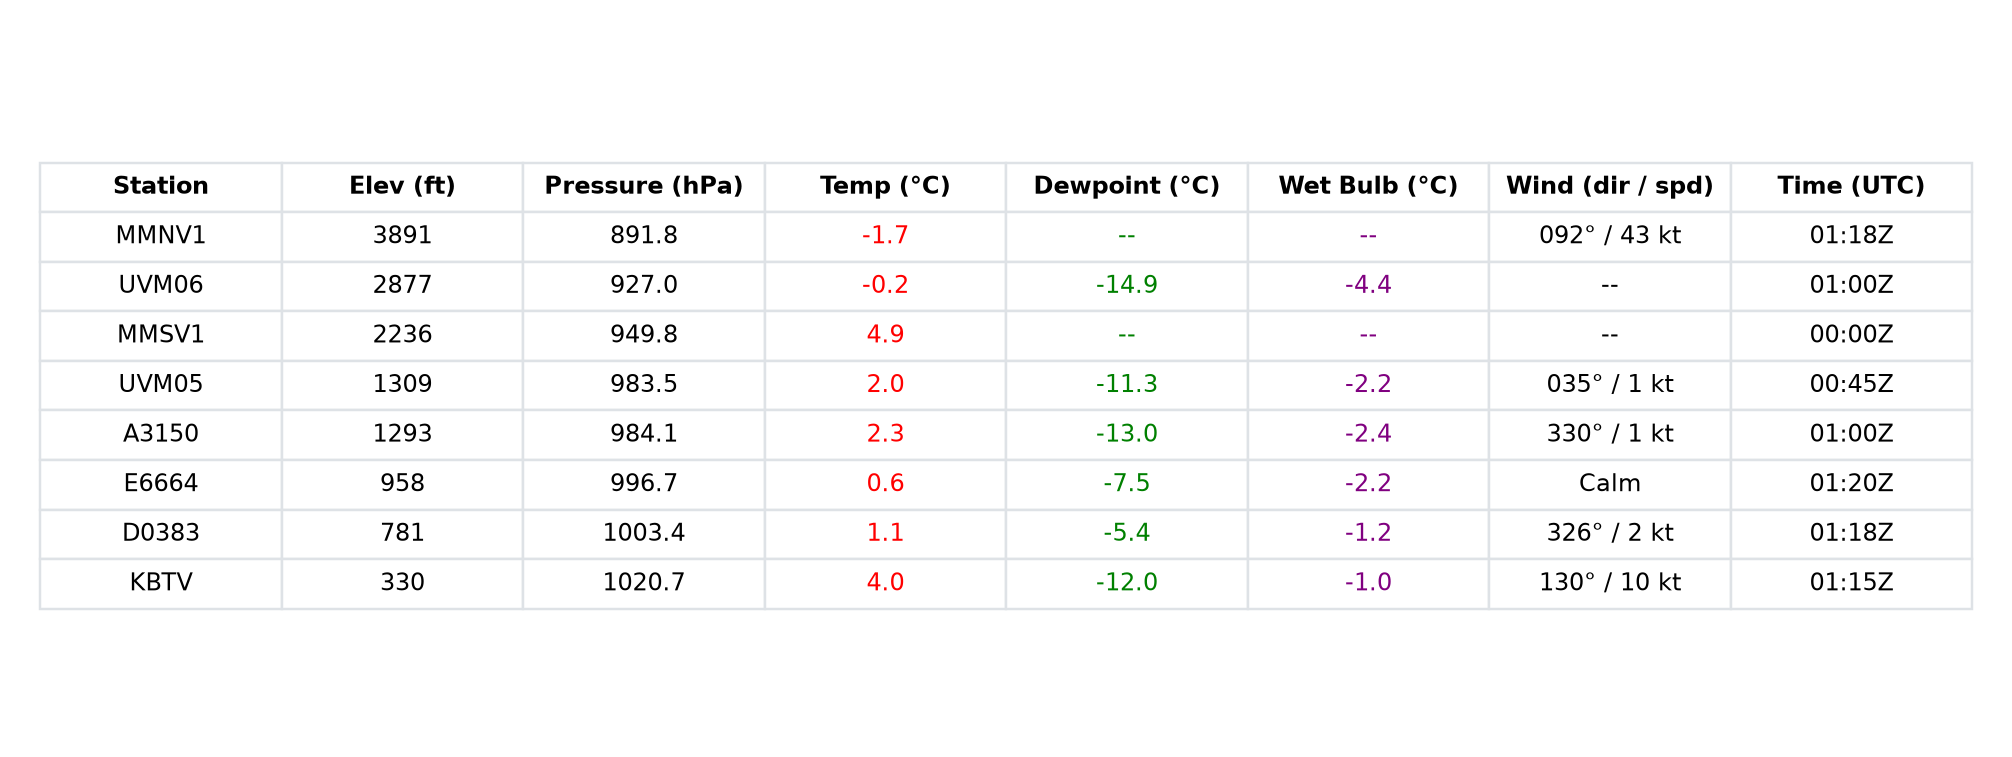 Station Elev (ft) Pressure (hPa) Temp (°C) Dewpoint (°C) Wet Bulb (°C) Wind (dir / spd) Time (UTC)
MMNV1 3891 891.8 -1.7 -- -- 092° / 43 kt 01:18Z
UVM06 2877 927.0 -0.2 -14.9 -4.4 -- 01:00Z
MMSV1 2236 949.8 4.9 -- -- -- 00:00Z
UVM05 1309 983.5 2.0 -11.3 -2.2 035° / 1 kt 00:45Z
A3150 1293 984.1 2.3 -13.0 -2.4 330° / 1 kt 01:00Z
E6664 958 996.7 0.6 -7.5 -2.2 Calm 01:20Z
D0383 781 1003.4 1.1 -5.4 -1.2 326° / 2 kt 01:18Z
KBTV 330 1020.7 4.0 -12.0 -1.0 130° / 10 kt 01:15Z